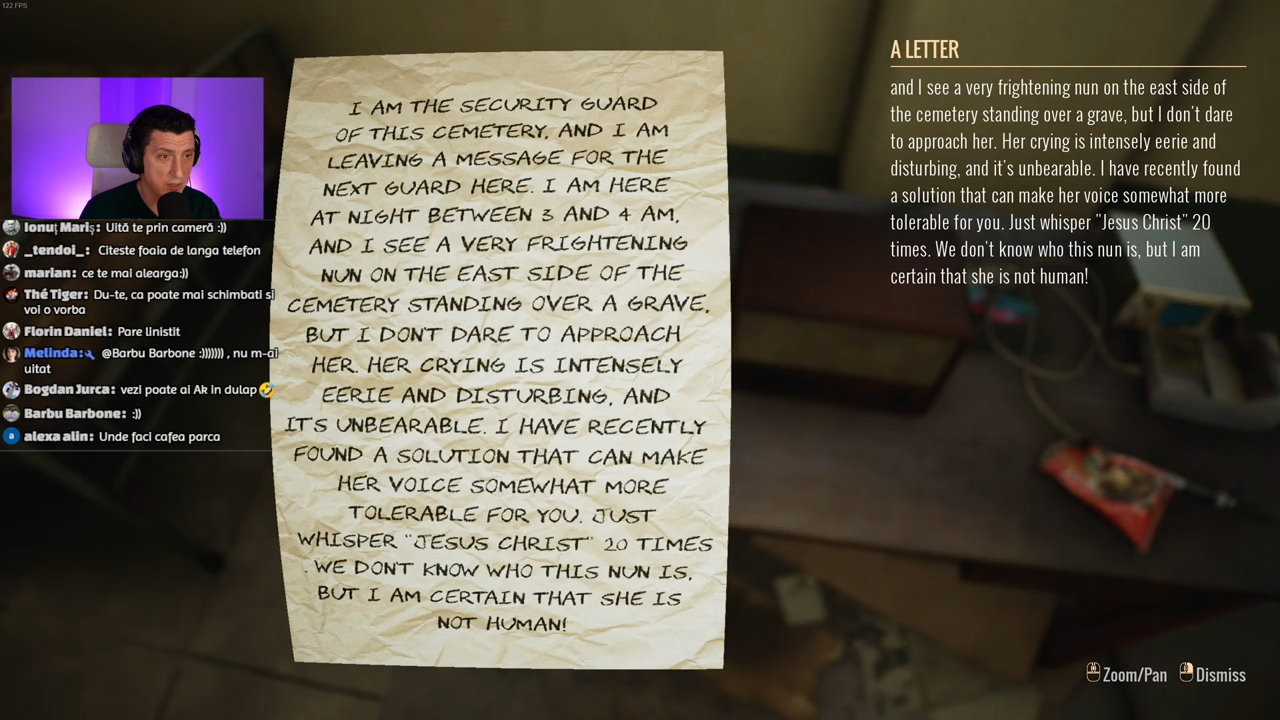 122 FPS
I AM THE SECURITY GUARD
OF THIS CEMETERY, AND I AM
LEAVING A MESSAGE FOR THE
NEXT GUARD HERE. I AM HERE
AT NIGHT BETWEEN 3 AND 4 AM,
AND I SEE A VERY FRIGHTENING
NUN ON THE EAST SIDE OF THE
CEMETERY STANDING OVER A GRAVE,
BUT I DON'T DARE TO APPROACH
HER. HER CRYING IS INTENSELY
EERIE AND DISTURBING, AND
IT'S UNBEARABLE. I HAVE RECENTLY
FOUND A SOLUTION THAT CAN MAKE
HER VOICE SOMEWHAT MORE
TOLERABLE FOR YOU. JUST
WHISPER "JESUS CHRIST" 20 TIMES
. WE DON'T KNOW WHO THIS NUN IS,
BUT I AM CERTAIN THAT SHE IS
NOT HUMAN!
A LETTER
and I see a very frightening nun on the east side of
the cemetery standing over a grave, but I don't dare
to approach her. Her crying is intensely eerie and
disturbing, and it's unbearable. I have recently found
a solution that can make her voice somewhat more
tolerable for you. Just whisper "Jesus Christ" 20
times. We don't know who this nun is, but I am
certain that she is not human!
Ionuț Mariș: Uită te prin cameră :))
_tendoi_: Citeste foaia de langa telefon
marian: ce te mai alearga:))
Thé Tiger: Du-te, ca poate mai schimbati si
voi o vorba
Florin Daniel: Pare linistit
Melinda: @Barbu Barbone :))))))) , nu m-ai
uitat
Bogdan Jurca: vezi poate ai Ak in dulap🤣
Barbu Barbone: :))
a alexa alin: Unde faci cafea parca
Zoom/Pan Dismiss